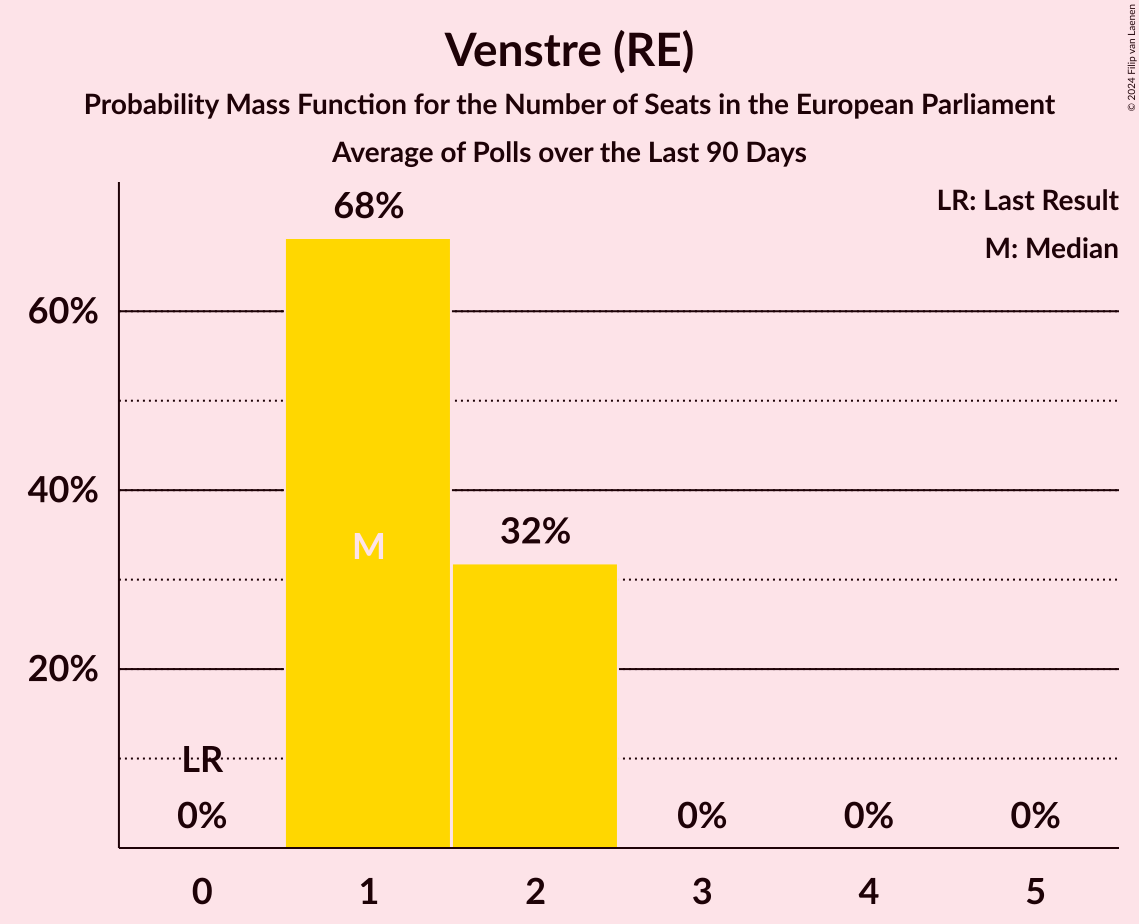 Venstre (RE)
Probability Mass Function for the Number of Seats in the European Parliament
Average of Polls over the Last 90 Days
© 2024 Filip van Laenen
LR: Last Result
M: Median
68%
60%
40%
32%
M
20%
LR
0%
0%
0%
0%
0
1
2
3
4
5